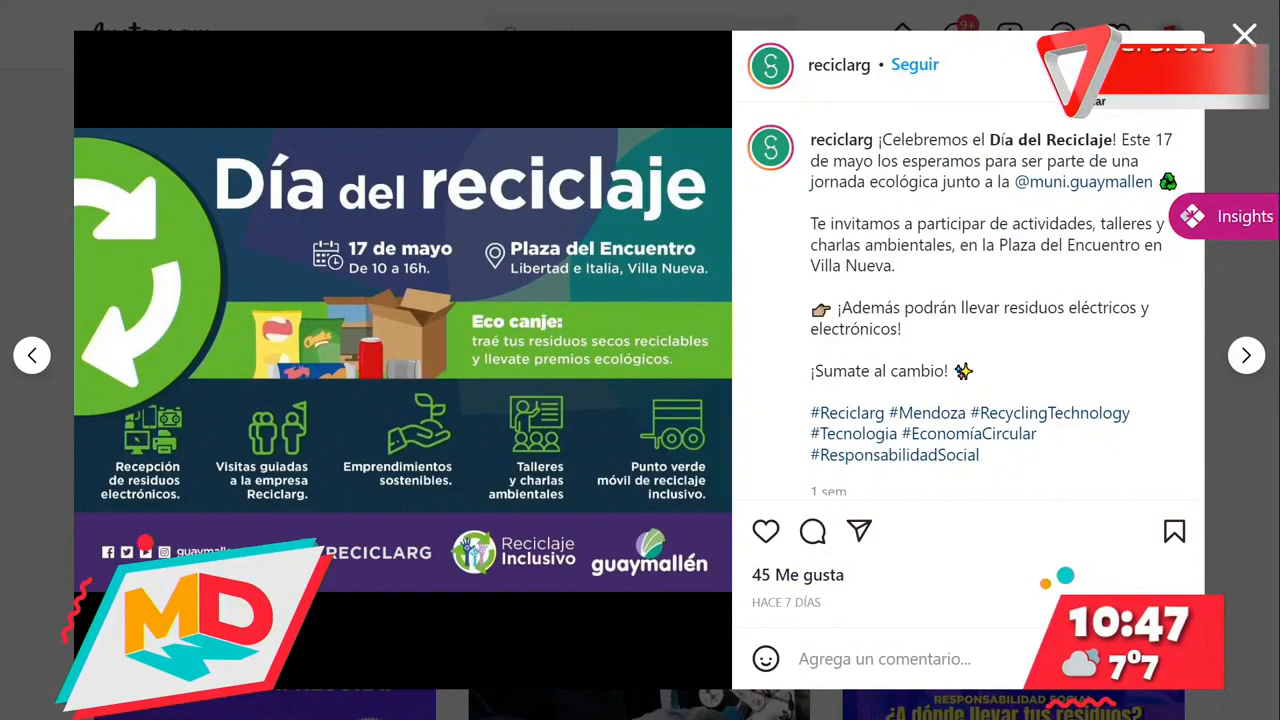 Instagram
9+
Día del reciclaje
17 de mayo
De 10 a 16h.
Plaza del Encuentro
Libertad e Italia, Villa Nueva.
Eco canje:
traé tus residuos secos reciclables
y llevate premios ecológicos.
Recepción
de residuos
electrónicos.
Visitas guiadas
a la empresa
Reciclarg.
Emprendimientos
sostenibles.
Talleres
y charlas
ambientales
Punto verde
móvil de reciclaje
inclusivo.
RECICLARG
Reciclaje
Inclusivo
guaymallén
MD
reciclarg • Seguir
reciclarg ¡Celebremos el Día del Reciclaje! Este 17
de mayo los esperamos para ser parte de una
jornada ecológica junto a la @muni.guaymallen
Te invitamos a participar de actividades, talleres y
charlas ambientales, en la Plaza del Encuentro en
Villa Nueva.
¡Además podrán llevar residuos eléctricos y
electrónicos!
¡Sumate al cambio!
#Reciclarg #Mendoza #RecyclingTechnology
#Tecnologia #EconomíaCircular
#ResponsabilidadSocial
1 sem
45 Me gusta
HACE 7 DÍAS
Agrega un comentario...
Insights
10:47
7º7
RESPONSABILIDAD SOCIAL
¿A dónde llevar tus residuos?